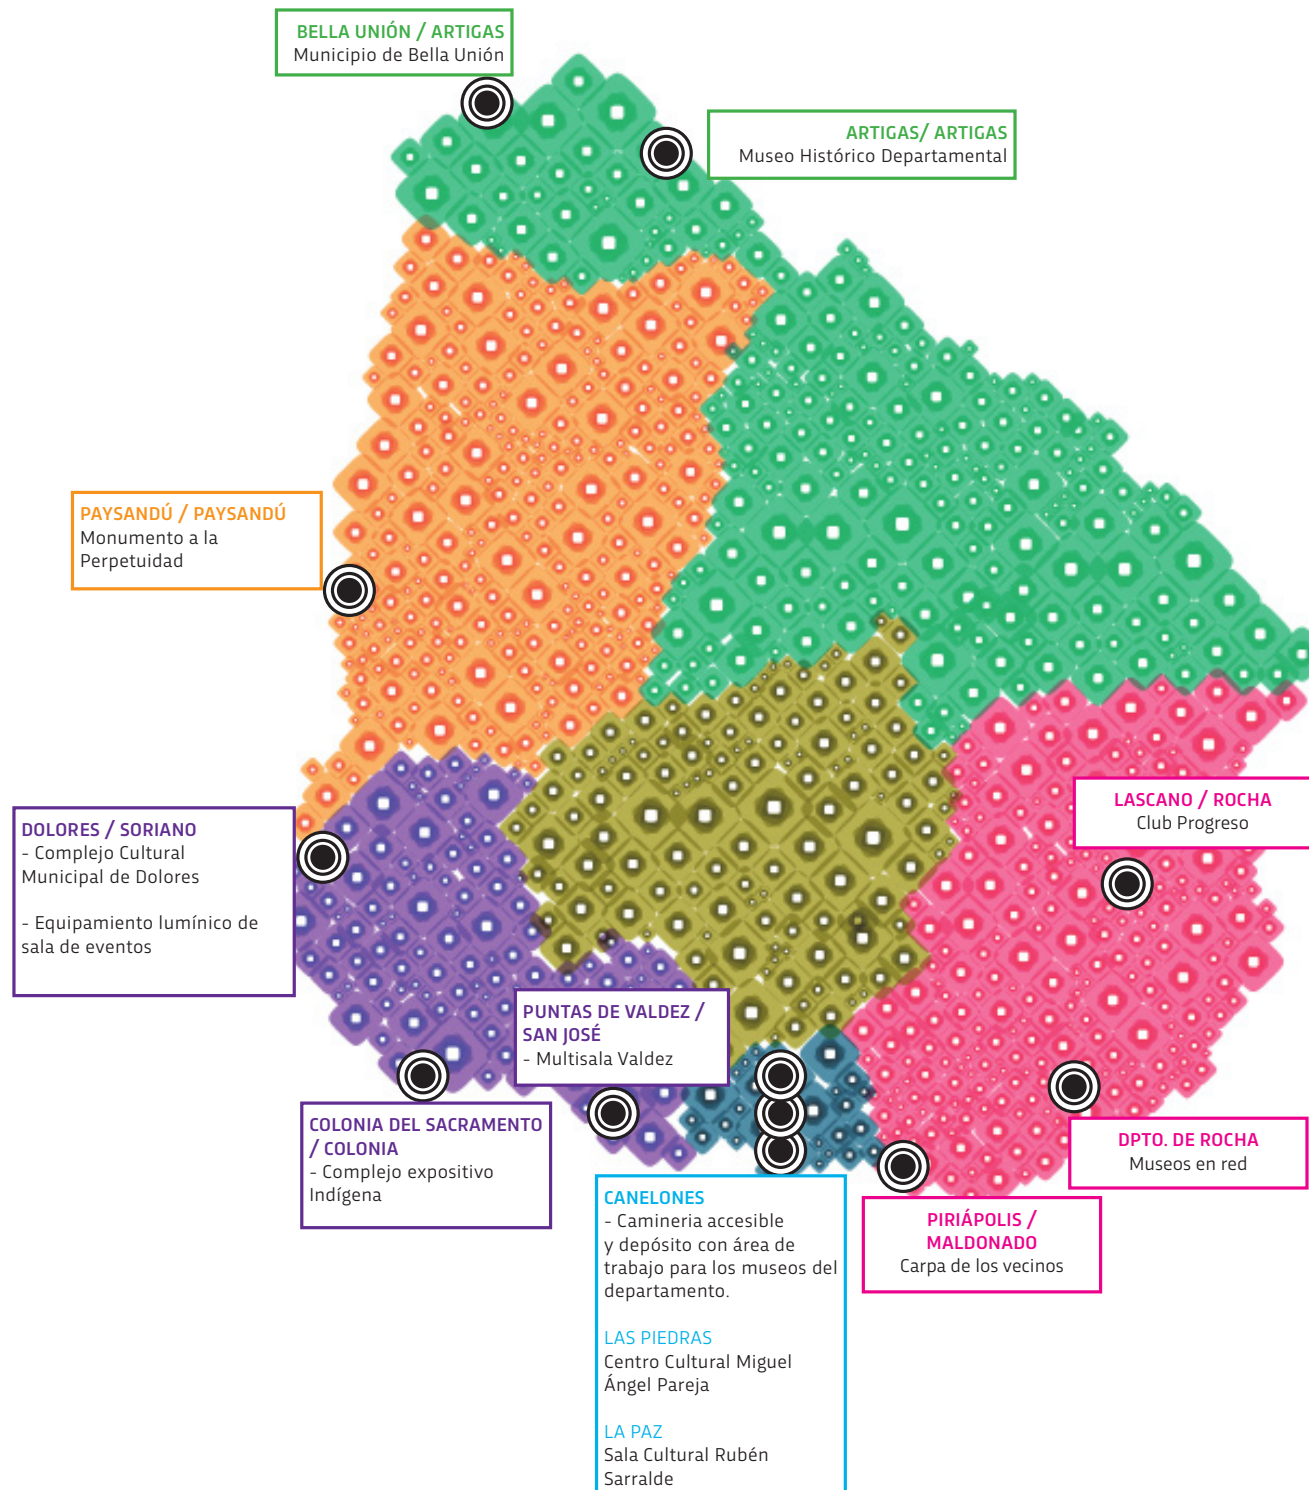 BELLA UNIÓN / ARTIGAS
Municipio de Bella Unión
ARTIGAS/ ARTIGAS
Museo Histórico Departamental
PAYSANDÚ / PAYSANDÚ
Monumento a la
Perpetuidad
LASCANO / ROCHA
Club Progreso
DOLORES / SORIANO
- Complejo Cultural
Municipal de Dolores
- Equipamiento lumínico de
sala de eventos
PUNTAS DE VALDEZ /
SAN JOSÉ
- Multisala Valdez
COLONIA DEL SACRAMENTO
/ COLONIA
- Complejo expositivo
Indígena
DPTO. DE ROCHA
Museos en red
CANELONES
- Camineria accesible
y depósito con área de
trabajo para los museos del
departamento.
LAS PIEDRAS
Centro Cultural Miguel
Ángel Pareja
LA PAZ
Sala Cultural Rubén
Sarralde
PIRIÁPOLIS /
MALDONADO
Carpa de los vecinos